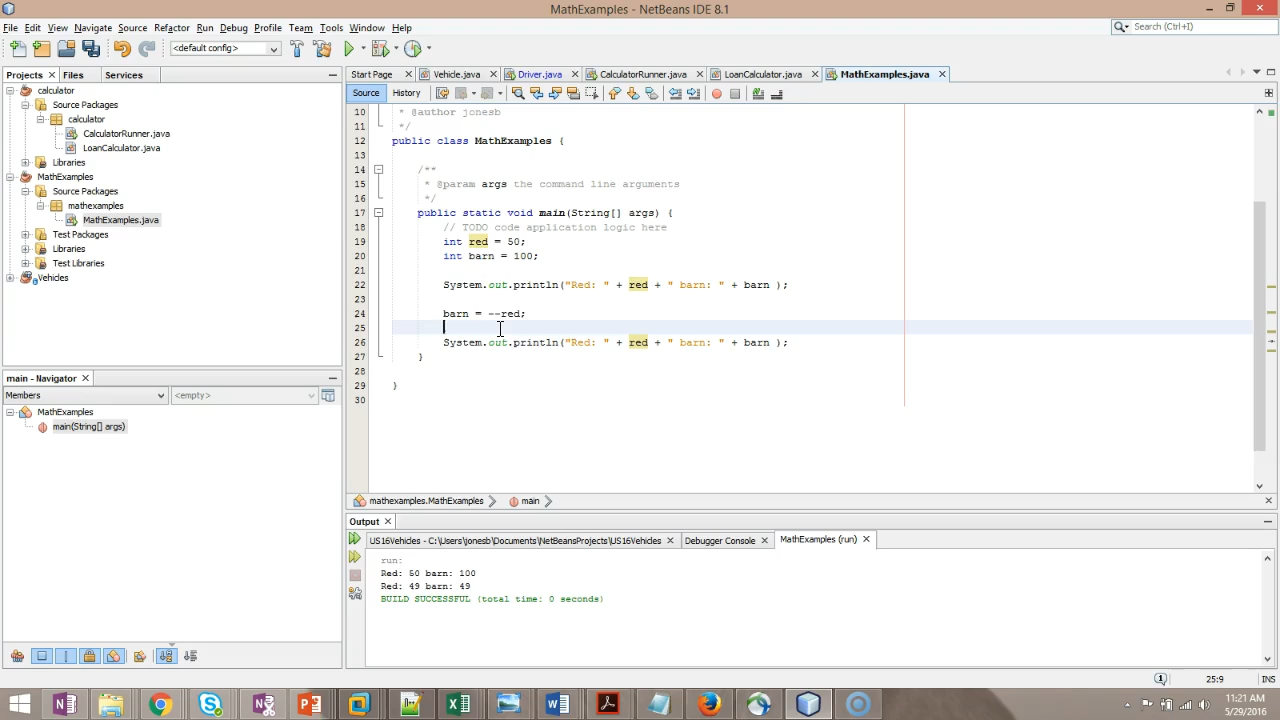 MathExamples - NetBeans IDE 8.1
File Edit View Navigate Source Refactor Run Debug Profile Team Tools Window Help
Search (Ctrl+I)
<default config>
Projects Files Services
Start Page Vehicle.java Driver.java CalculatorRunner.java LoanCalculator.java MathExamples.java
Source History
calculator
Source Packages
calculator
CalculatorRunner.java
LoanCalculator.java
Libraries
MathExamples
Source Packages
mathexamples
MathExamples.java
Test Packages
Libraries
Test Libraries
Vehicles
10 * @author jonesb
11 */
12 public class MathExamples {
13
14 /**
15 * @param args the command line arguments
16 */
17 public static void main(String[] args) {
18 // TODO code application logic here
19 int red = 50;
20 int barn = 100;
21
22 System.out.println("Red: " + red + " barn: " + barn );
23
24 barn = --red;
25
26 System.out.println("Red: " + red + " barn: " + barn );
27 }
28
29 }
30
main - Navigator
Members <empty>
MathExamples
main(String[] args)
mathexamples.MathExamples main
Output
US16Vehicles - C:\Users\jonesb\Documents\NetBeansProjects\US16Vehicles Debugger Console MathExamples (run)
run:
Red: 50 barn: 100
Red: 49 barn: 49
BUILD SUCCESSFUL (total time: 0 seconds)
25:9 INS
11:21 AM
5/29/2016